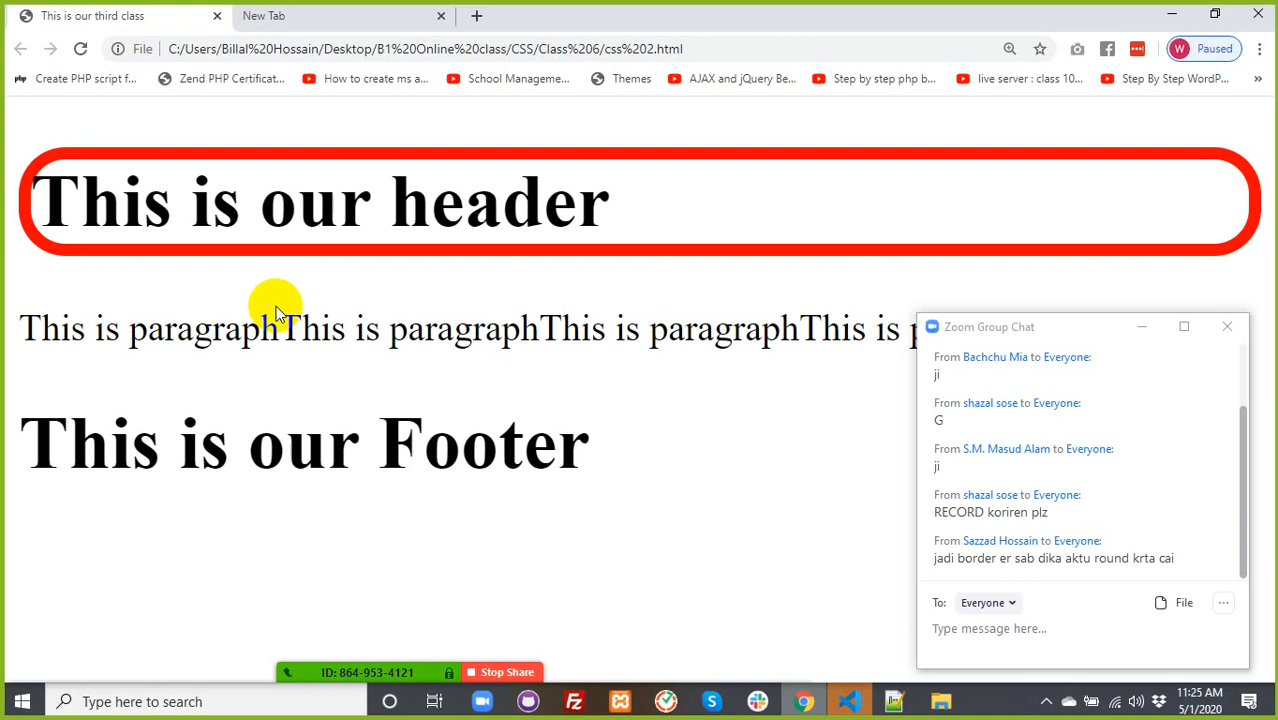 This is our third class
New Tab
File
C:/Users/Billal%20Hossain/Desktop/B1%20Online%20class/CSS/Class%206/css%202.html
W Paused
php Create PHP script f...
Zend PHP Certificat...
How to create ms a...
School Manageme...
Themes
AJAX and jQuery Be...
Step by step php b...
live server : class 10...
Step By Step WordP...
»
This is our header
This is paragraphThis is paragraphThis is paragraphThis is p
This is our Footer
Zoom Group Chat
From Bachchu Mia to Everyone:
ji
From shazal sose to Everyone:
G
From S.M. Masud Alam to Everyone:
ji
From shazal sose to Everyone:
RECORD koriren plz
From Sazzad Hossain to Everyone:
jadi border er sab dika aktu round krta cai
To: Everyone
File
Type message here...
ID: 864-953-4121
Stop Share
Type here to search
11:25 AM
5/1/2020